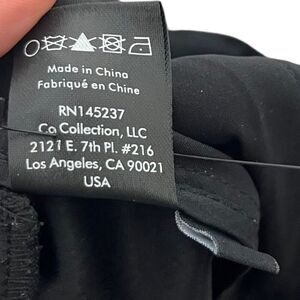 Made in China
Fabriqué en Chine
RN145237
Co Collection, LLC
2121 E. 7th Pl. #216
Los Angeles, CA 90021
USA